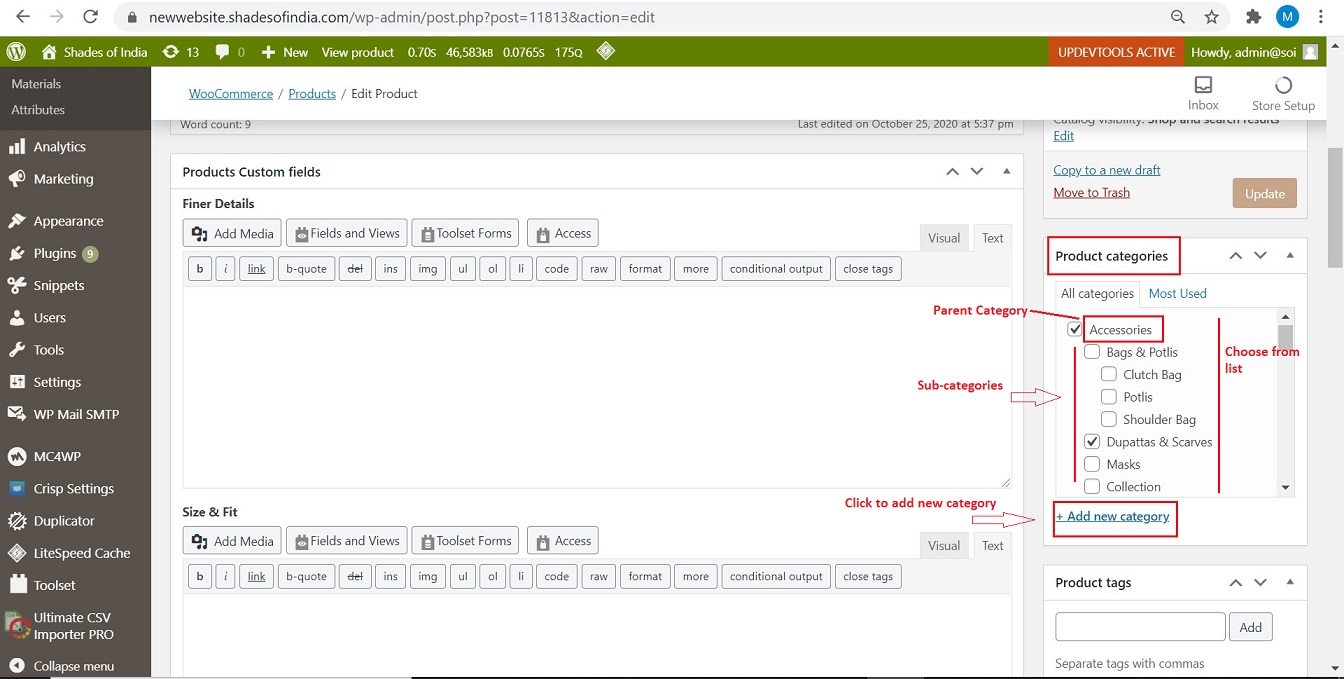 newwebsite.shadesofindia.com/wp-admin/post.php?post=11813&action=edit
M
Shades of India 13 0 New View product 0.70s 46,583KB 0.0765s 175Q UPDEVTOOLS ACTIVE Howdy, admin@soi
Materials
Attributes
Analytics
Marketing
Appearance
Plugins 9
Snippets
Users
Tools
Settings
WP Mail SMTP
MC4WP
Crisp Settings
Duplicator
LiteSpeed Cache
Toolset
Ultimate CSV
Importer PRO
Collapse menu
WooCommerce / Products / Edit Product
Inbox
Store Setup
Word count: 9
Last edited on October 25, 2020 at 5:37 pm
Products Custom fields
Finer Details
Add Media Fields and Views Toolset Forms Access
Visual Text
b i link b-quote del ins img ul ol li code raw format more conditional output close tags
Size & Fit
Add Media Fields and Views Toolset Forms Access
Visual Text
b i link b-quote del ins img ul ol li code raw format more conditional output close tags
Catalog visibility: Shop and search results
Edit
Copy to a new draft
Move to Trash
Update
Product categories
All categories Most Used
Parent Category
Accessories
Bags & Potlis
Clutch Bag
Potlis
Shoulder Bag
Dupattas & Scarves
Masks
Collection
Choose from
list
Sub-categories
Click to add new category
+ Add new category
Product tags
Add
Separate tags with commas